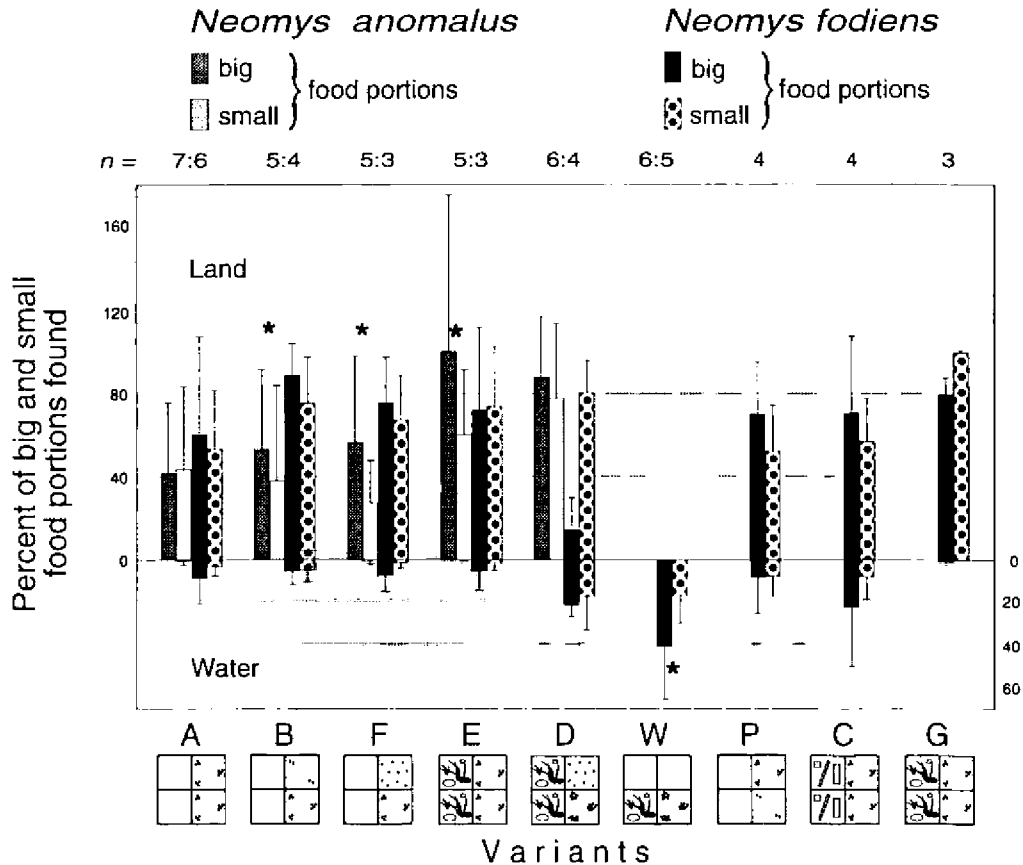 Neomys anomalus
big
small
food portions
Neomys fodiens
big
small
food portions
n = 7:6 5:4 5:3 5:3 6:4 6:5 4 4 3
Percent of big and small
food portions found
160
120
80
40
0
Land
Water
*
*
*
*
0
20
40
60
A B F E D W P C G
Variants